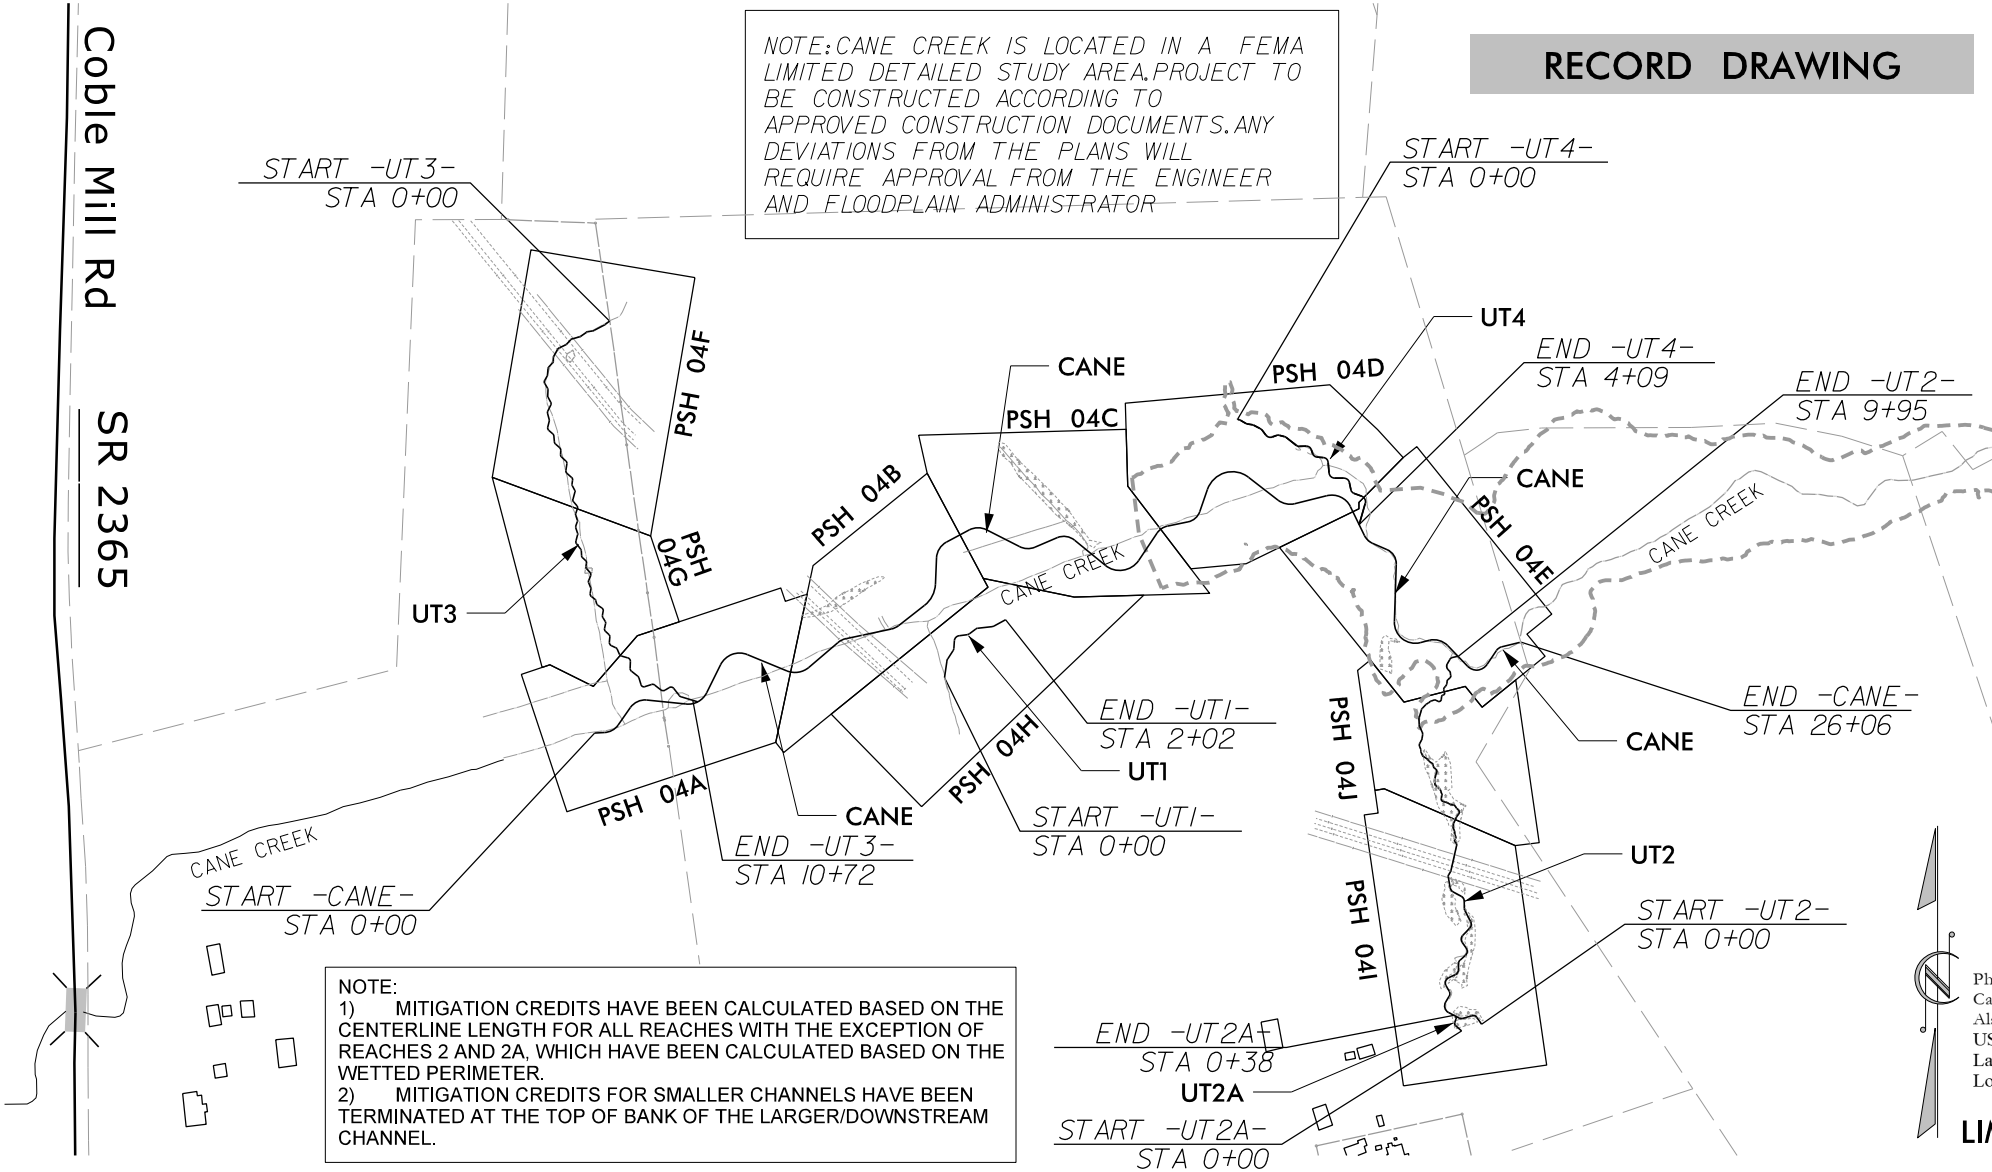 Coble Mill Rd
SR 2365
NOTE: CANE CREEK IS LOCATED IN A FEMA
LIMITED DETAILED STUDY AREA. PROJECT TO
BE CONSTRUCTED ACCORDING TO
APPROVED CONSTRUCTION DOCUMENTS. ANY
DEVIATIONS FROM THE PLANS WILL
REQUIRE APPROVAL FROM THE ENGINEER
AND FLOODPLAIN ADMINISTRATOR
RECORD DRAWING
START -UT3-
STA 0+00
START -UT4-
STA 0+00
UT4
END -UT4-
STA 4+09
END -UT2-
STA 9+95
PSH 04F
CANE
PSH 04D
PSH 04C
PSH 04B
CANE
PSH 04E
CANE CREEK
PSH
04G
CANE CREEK
UT3
END -UT1-
STA 2+02
UT1
PSH 04H
PSH 04J
END -CANE-
STA 26+06
CANE
PSH 04A
CANE
START -UT1-
STA 0+00
END -UT3-
STA 10+72
CANE CREEK
START -CANE-
STA 0+00
UT2
PSH 04I
START -UT2-
STA 0+00
NOTE:
1) MITIGATION CREDITS HAVE BEEN CALCULATED BASED ON THE
CENTERLINE LENGTH FOR ALL REACHES WITH THE EXCEPTION OF
REACHES 2 AND 2A, WHICH HAVE BEEN CALCULATED BASED ON THE
WETTED PERIMETER.
2) MITIGATION CREDITS FOR SMALLER CHANNELS HAVE BEEN
TERMINATED AT THE TOP OF BANK OF THE LARGER/DOWNSTREAM
CHANNEL.
END -UT2A-
STA 0+38
UT2A
START -UT2A-
STA 0+00
N
Ph
Ca
US
La
Lo